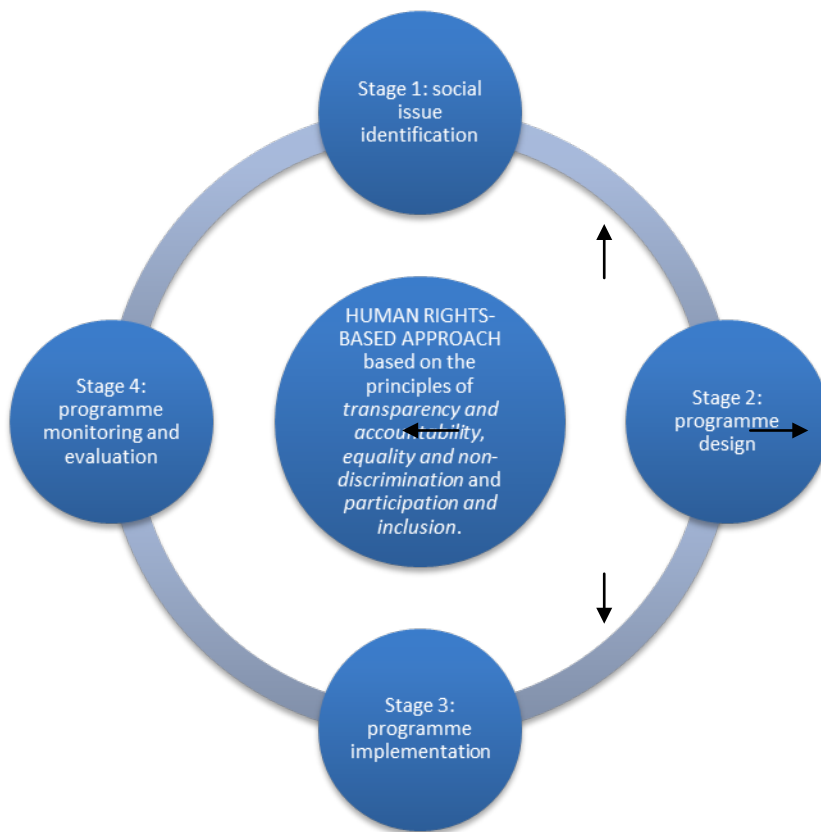 Stage 1: social
issue
identification
HUMAN RIGHTS-
BASED APPROACH
based on the
principles of
transparency and
accountability,
equality and non-
discrimination and
participation and
inclusion.
Stage 4:
programme
monitoring and
evaluation
Stage 2:
programme
design
Stage 3:
programme
implementation